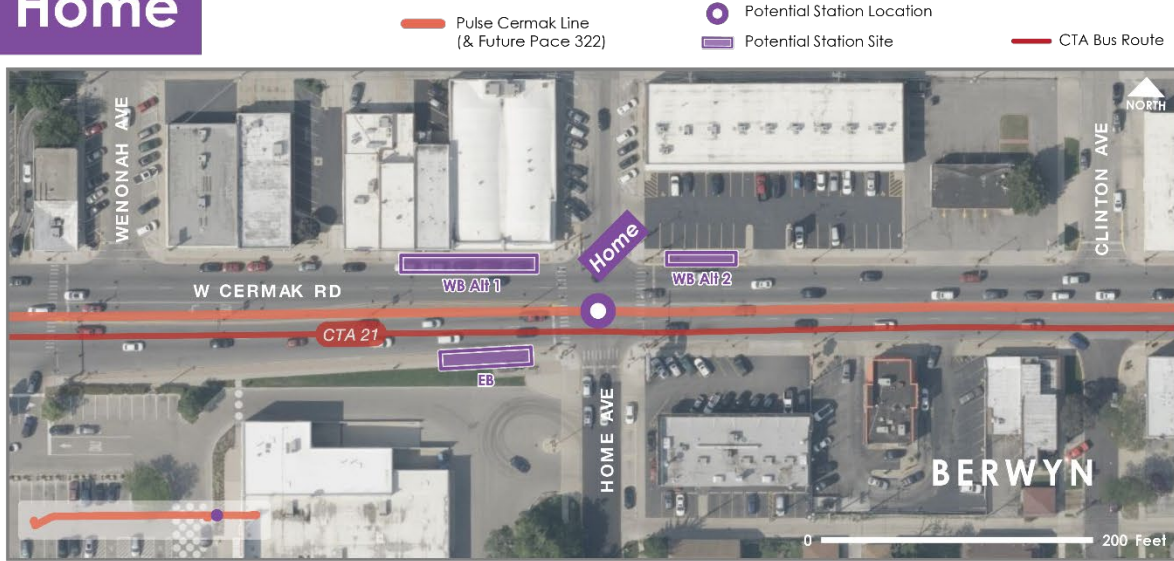 Home
Pulse Cermak Line
(& Future Pace 322)
Potential Station Location
Potential Station Site
CTA Bus Route
NORTH
WENONAH AVE
CLINTON AVE
Home
WB Alt 1
WB Alt 2
W CERMAK RD
CTA 21
EB
HOME AVE
BERWYN
0 200 Feet